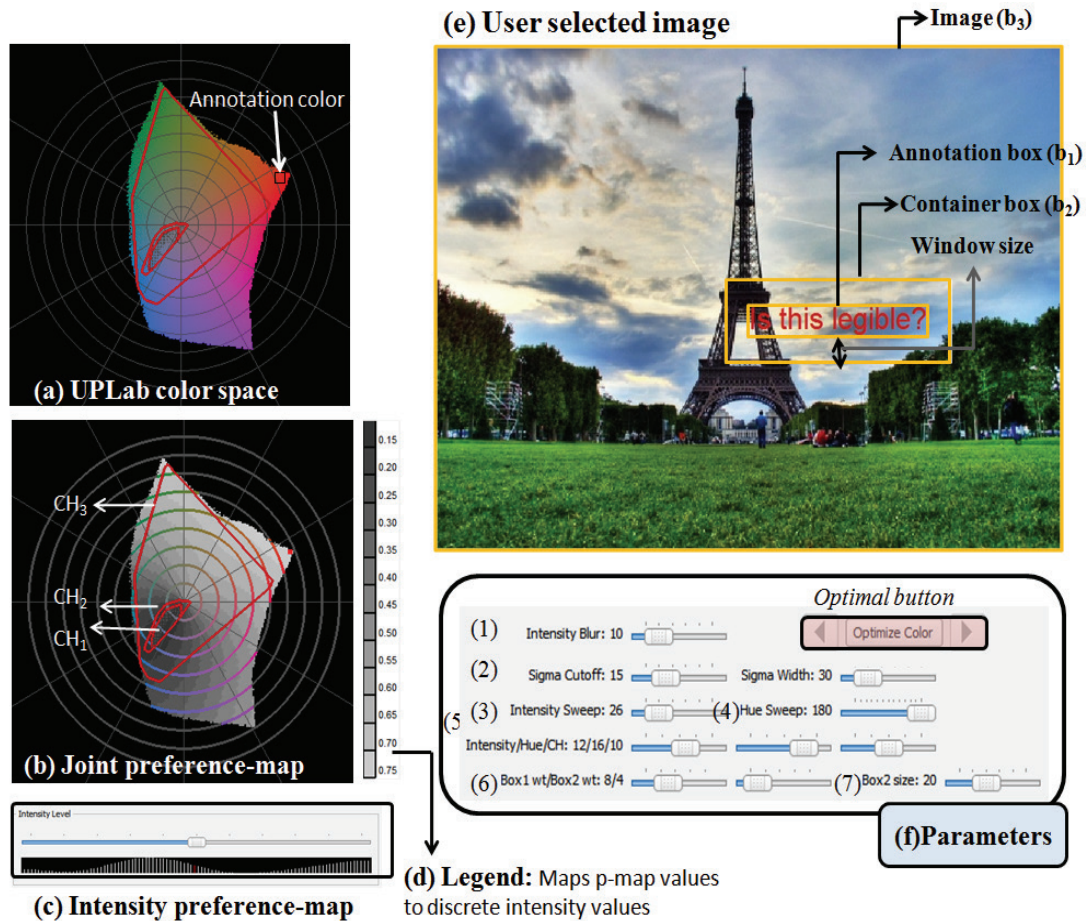 (e) User selected image
Image (b3)
Annotation color
Annotation box (b1)
Container box (b2)
Window size
Is this legible?
(a) UPLab color space
CH3
CH2
CH1
0.15
0.20
0.25
0.30
0.35
0.40
0.45
0.50
0.55
0.60
0.65
0.70
0.75
(b) Joint preference-map
Intensity Level
(c) Intensity preference-map
(d) Legend: Maps p-map values
to discrete intensity values
Optimal button
(1) Intensity Blur: 10
Optimize Color
(2) Sigma Cutoff: 15 Sigma Width: 30
(3) Intensity Sweep: 26 (4) Hue Sweep: 180
(5
Intensity/Hue/CH: 12/16/10
(6) Box1 wt/Box2 wt: 8/4 (7) Box2 size: 20
(f)Parameters